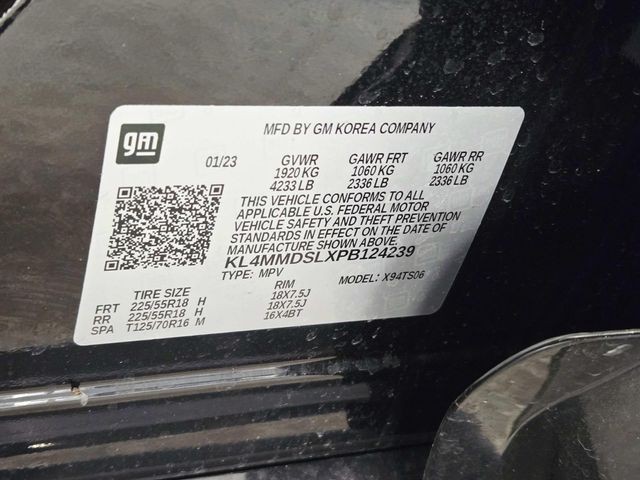 gm
MFD BY GM KOREA COMPANY
01/23 GVWR GAWR FRT GAWR RR
1920 KG 1060 KG 1060 KG
4233 LB 2336 LB 2336 LB
THIS VEHICLE CONFORMS TO ALL
APPLICABLE U.S. FEDERAL MOTOR
VEHICLE SAFETY AND THEFT PREVENTION
STANDARDS IN EFFECT ON THE DATE OF
MANUFACTURE SHOWN ABOVE.
KL4MMDSLXPB124239
TYPE: MPV MODEL: X94TS06
TIRE SIZE RIM
FRT 225/55R18 H 18X7.5J
RR 225/55R18 H 18X7.5J
SPA T125/70R16 M 16X4BT